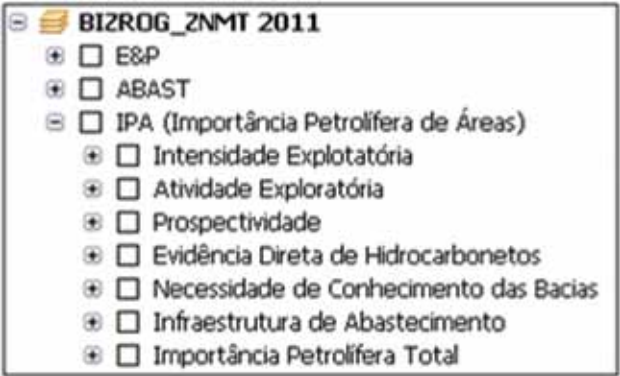 BIZROG_ZNMT 2011
E&P
ABAST
IPA (Importância Petrolífera de Áreas)
Intensidade Explotatória
Atividade Exploratória
Prospectividade
Evidência Direta de Hidrocarbonetos
Necessidade de Conhecimento das Bacias
Infraestrutura de Abastecimento
Importância Petrolífera Total